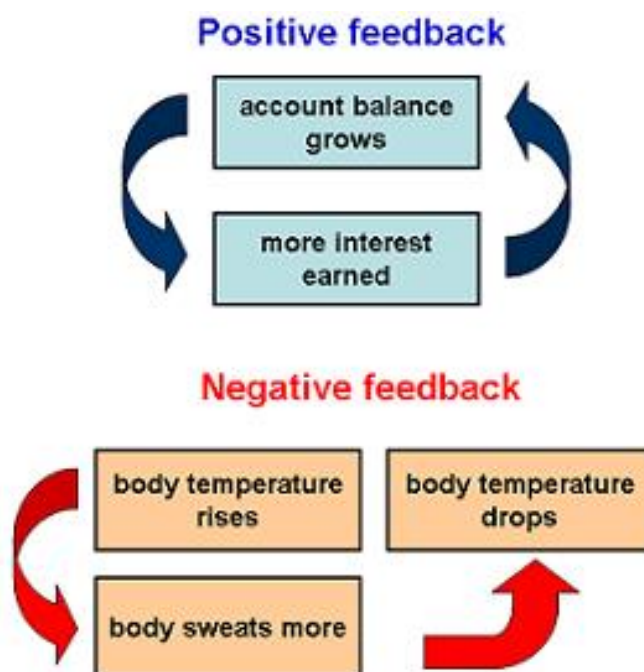 Positive feedback
account balance
grows
more interest
earned
Negative feedback
body temperature
rises
body temperature
drops
body sweats more